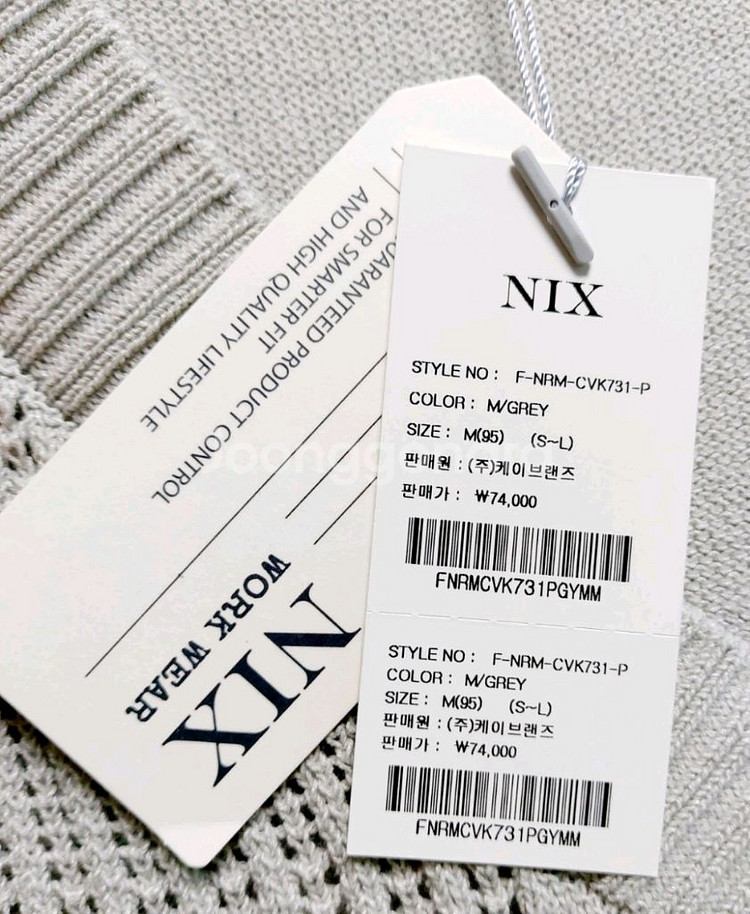 NIX
STYLE NO : F-NRM-CVK731-P
COLOR : M/GREY
SIZE : M(95) (S~L)
판매원 : (주)케이브랜즈
판매가 : ₩74,000
FNRMCVK731PGYMM
STYLE NO : F-NRM-CVK731-P
COLOR : M/GREY
SIZE : M(95) (S~L)
판매원 : (주)케이브랜즈
판매가 : ₩74,000
FNRMCVK731PGYMM
NIX
WORK WEAR
PRODUCT CONTROL
FOR SMARTER FIT
AND HIGH QUALITY LIFESTYLE